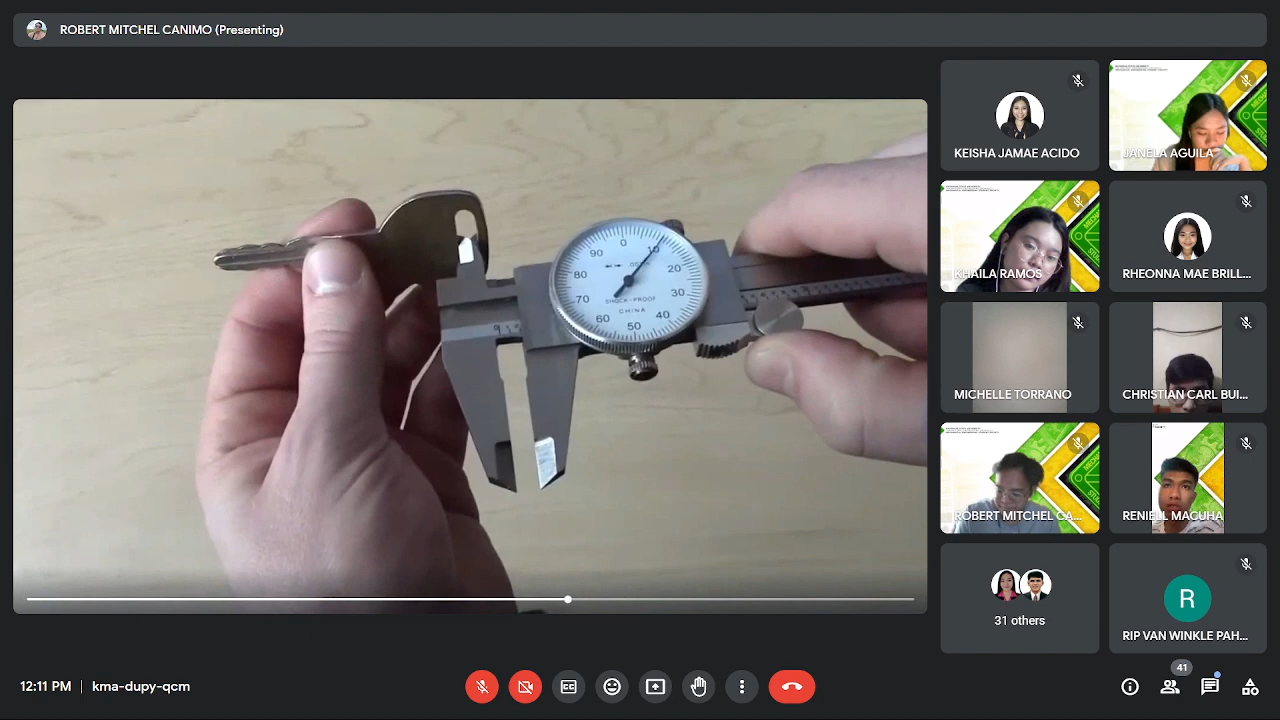 ROBERT MITCHEL CANIMO (Presenting)
KEISHA JAMAE ACIDO
JANELA AGUILA
KHAILA RAMOS
RHEONNA MAE BRILL...
MICHELLE TORRANO
CHRISTIAN CARL BUI...
ROBERT MITCHEL CA...
RENIELL MACUHA
31 others
R
RIP VAN WINKLE PAH...
0
90 10
80 20
70 30
60 40
50
SHOCK-PROOF
CHINA
12:11 PM | kma-dupy-qcm
41